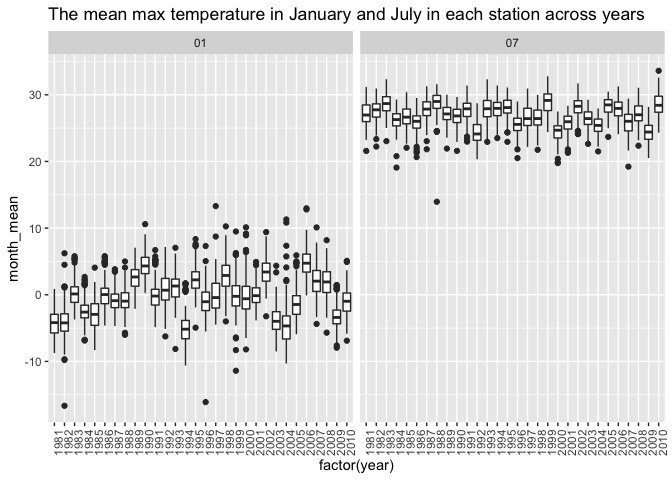 The mean max temperature in January and July in each station across years
01 07
30
20
10
0
-10
month_mean
1981 1982 1983 1984 1985 1986 1987 1988 1989 1990 1991 1992 1993 1994 1995 1996 1997 1998 1999 2000 2001 2002 2003 2004 2005 2006 2007 2008 2009 2010 1981 1982 1983 1984 1985 1986 1987 1988 1989 1990 1991 1992 1993 1994 1995 1996 1997 1998 1999 2000 2001 2002 2003 2004 2005 2006 2007 2008 2009 2010
factor(year)